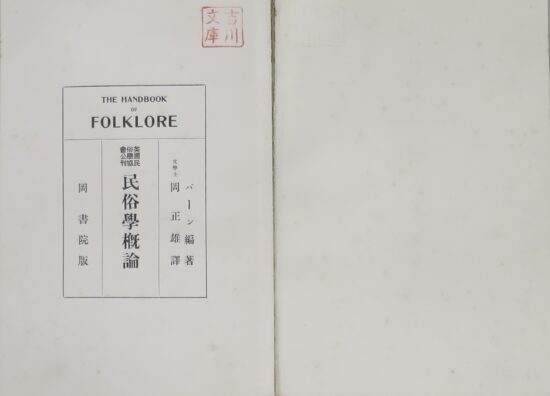 吉川
文庫
THE HANDBOOK
OF
FOLKLORE
バーン編著
文學士
岡正雄譯
英國民
俗學協
會公刊
民俗學概論
岡書院版